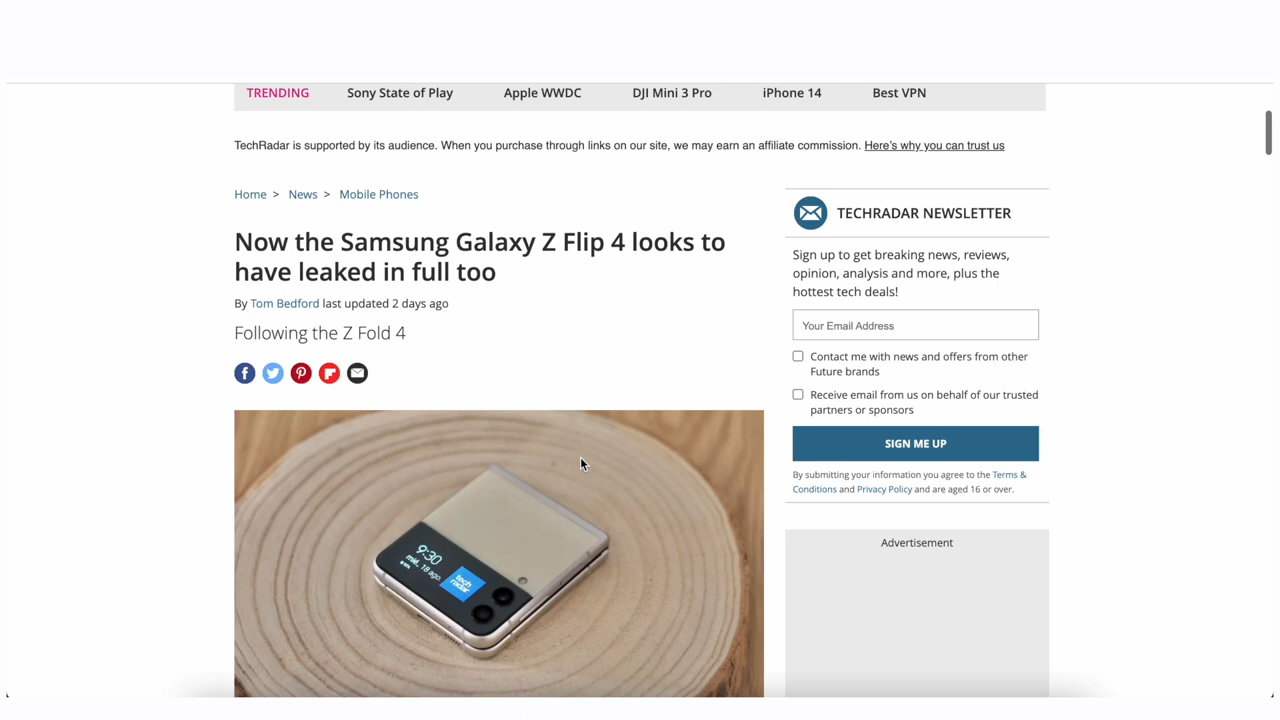 TRENDING Sony State of Play Apple WWDC DJI Mini 3 Pro iPhone 14 Best VPN
TechRadar is supported by its audience. When you purchase through links on our site, we may earn an affiliate commission. Here's why you can trust us
Home > News > Mobile Phones
Now the Samsung Galaxy Z Flip 4 looks to
have leaked in full too
By Tom Bedford last updated 2 days ago
Following the Z Fold 4
9:30
mié, 18 ago.
tech
radar
TECHRADAR NEWSLETTER
Sign up to get breaking news, reviews,
opinion, analysis and more, plus the
hottest tech deals!
Your Email Address
Contact me with news and offers from other
Future brands
Receive email from us on behalf of our trusted
partners or sponsors
SIGN ME UP
By submitting your information you agree to the Terms &
Conditions and Privacy Policy and are aged 16 or over.
Advertisement